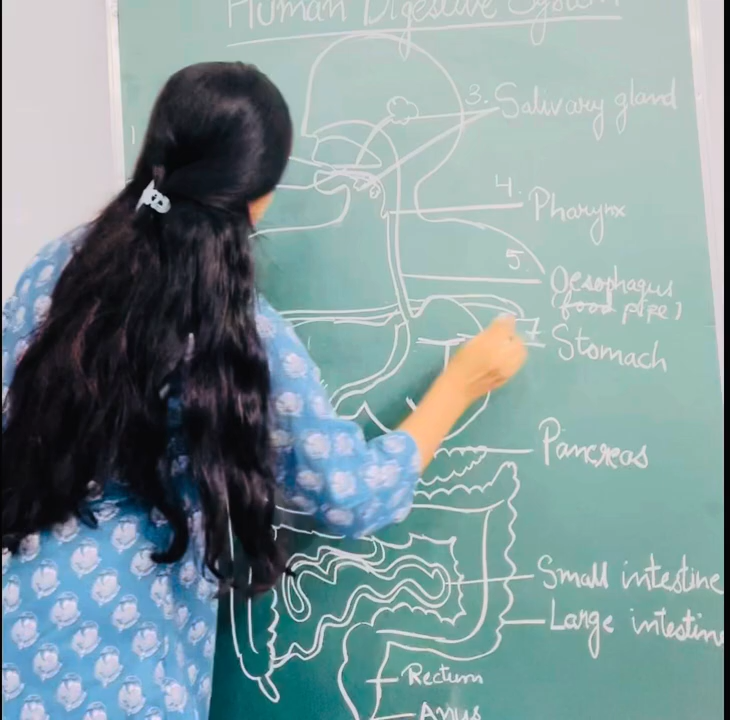 Human Digestive System
1
3. Salivary gland
4. Pharynx
5. Oesophagus
(food pipe)
7 Stomach
Pancreas
Small intestine
Large intestin
Rectum
Anus